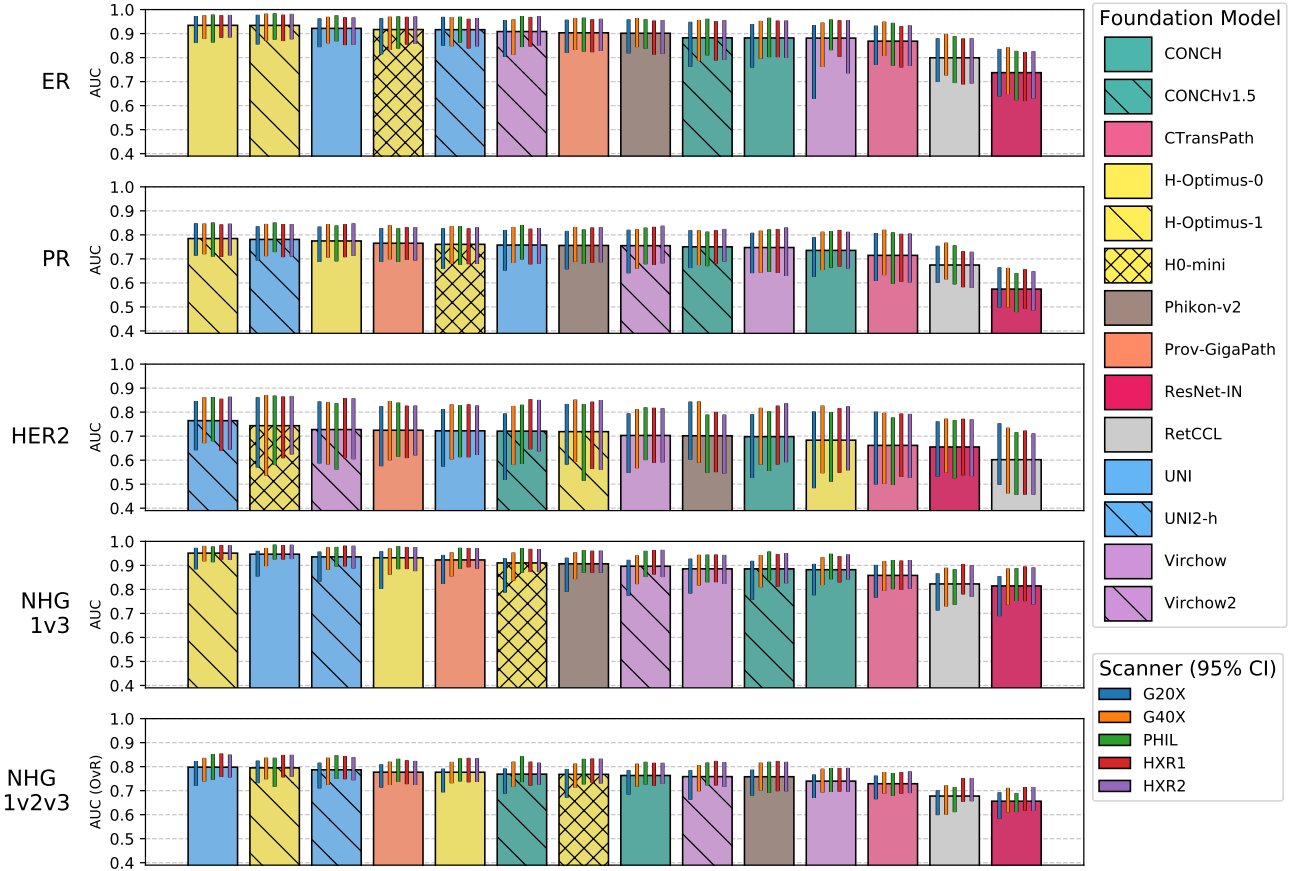 ER
AUC
1.0
0.9
0.8
0.7
0.6
0.5
0.4
PR
AUC
1.0
0.9
0.8
0.7
0.6
0.5
0.4
HER2
AUC
1.0
0.9
0.8
0.7
0.6
0.5
0.4
NHG
1v3
AUC
1.0
0.9
0.8
0.7
0.6
0.5
0.4
NHG
1v2v3
AUC (OvR)
1.0
0.9
0.8
0.7
0.6
0.5
0.4
Foundation Model
CONCH
CONCHv1.5
CTransPath
H-Optimus-0
H-Optimus-1
H0-mini
Phikon-v2
Prov-GigaPath
ResNet-IN
RetCCL
UNI
UNI2-h
Virchow
Virchow2
Scanner (95% CI)
G20X
G40X
PHIL
HXR1
HXR2